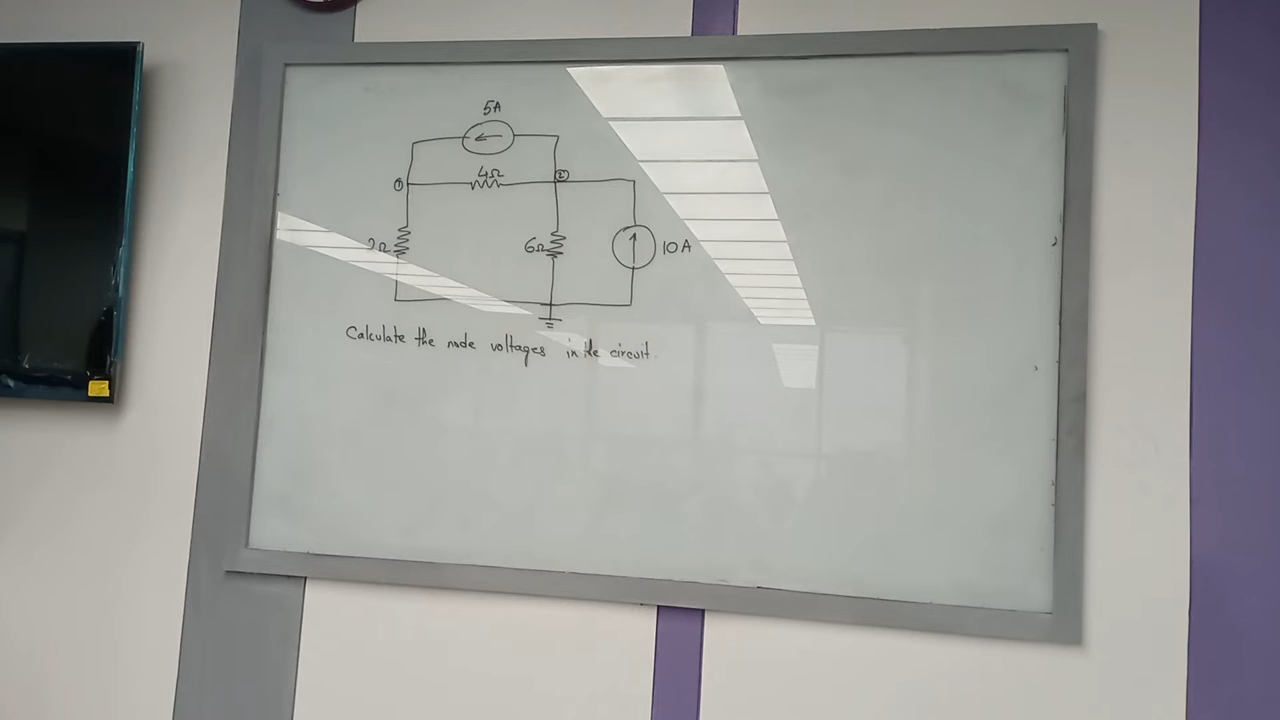 5A
4Ω
①
②
2Ω
6Ω
10A
Calculate the node voltages in the circuit.